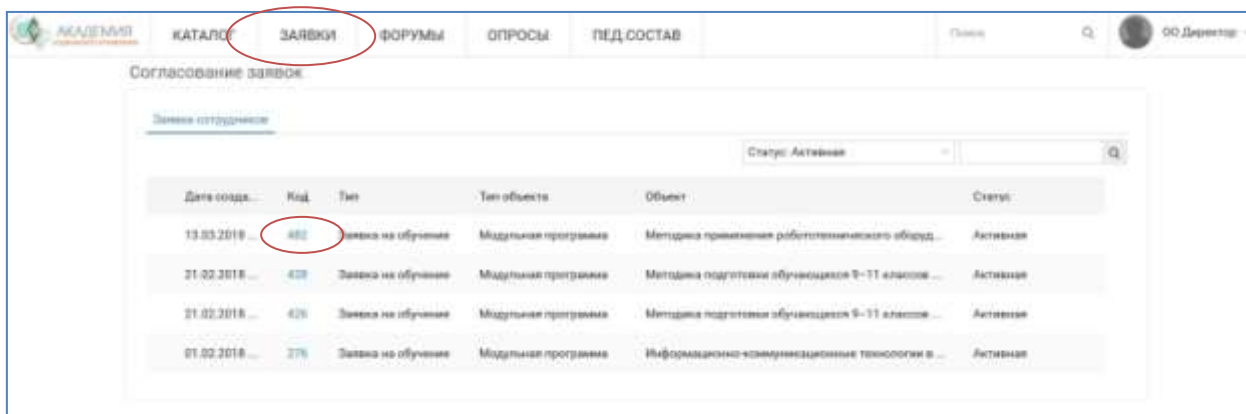 АКАДЕМИЯ
КАТАЛОГ ЗАЯВКИ ФОРУМЫ ОПРОСЫ ПЕД.СОСТАВ Поиск ОО Директор
Согласование заявок
Заявки сотрудников
Статус: Активная
Дата созда... Код Тип Тип объекта Объект Статус
13.03.2018 ... 482 Заявка на обучение Модульная программа Методика применения робототехнического оборуд... Активная
21.02.2018 ... Заявка на обучение Модульная программа Методика подготовки обучающихся 9-11 классов ... Активная
21.02.2018 ... 426 Заявка на обучение Модульная программа Методика подготовки обучающихся 9-11 классов ... Активная
01.02.2018 ... 276 Заявка на обучение Модульная программа Информационно-коммуникационные технологии в ... Активная